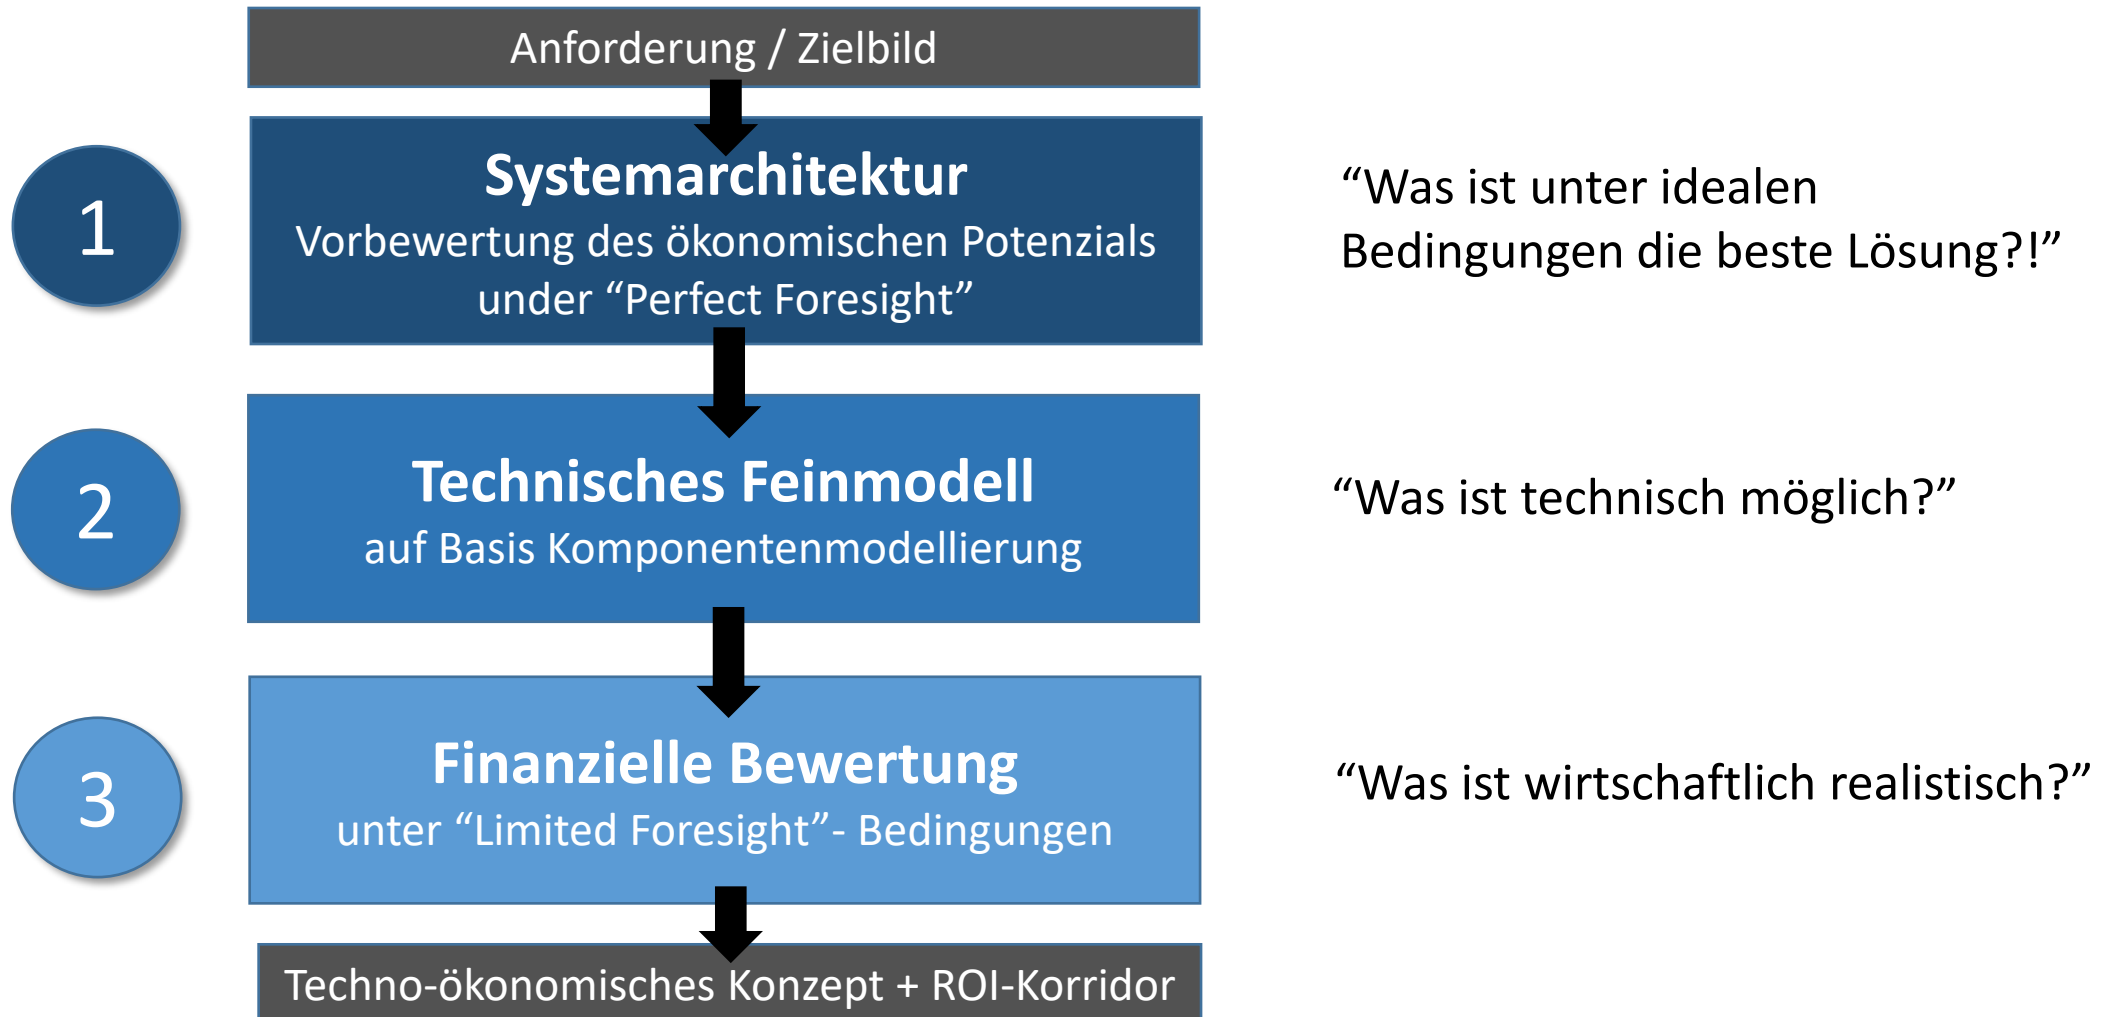 Anforderung / Zielbild
1
Systemarchitektur
Vorbewertung des ökonomischen Potenzials
under “Perfect Foresight”
“Was ist unter idealen
Bedingungen die beste Lösung?!”
2
Technisches Feinmodell
auf Basis Komponentenmodellierung
“Was ist technisch möglich?”
3
Finanzielle Bewertung
unter “Limited Foresight”- Bedingungen
“Was ist wirtschaftlich realistisch?”
Techno-ökonomisches Konzept + ROI-Korridor